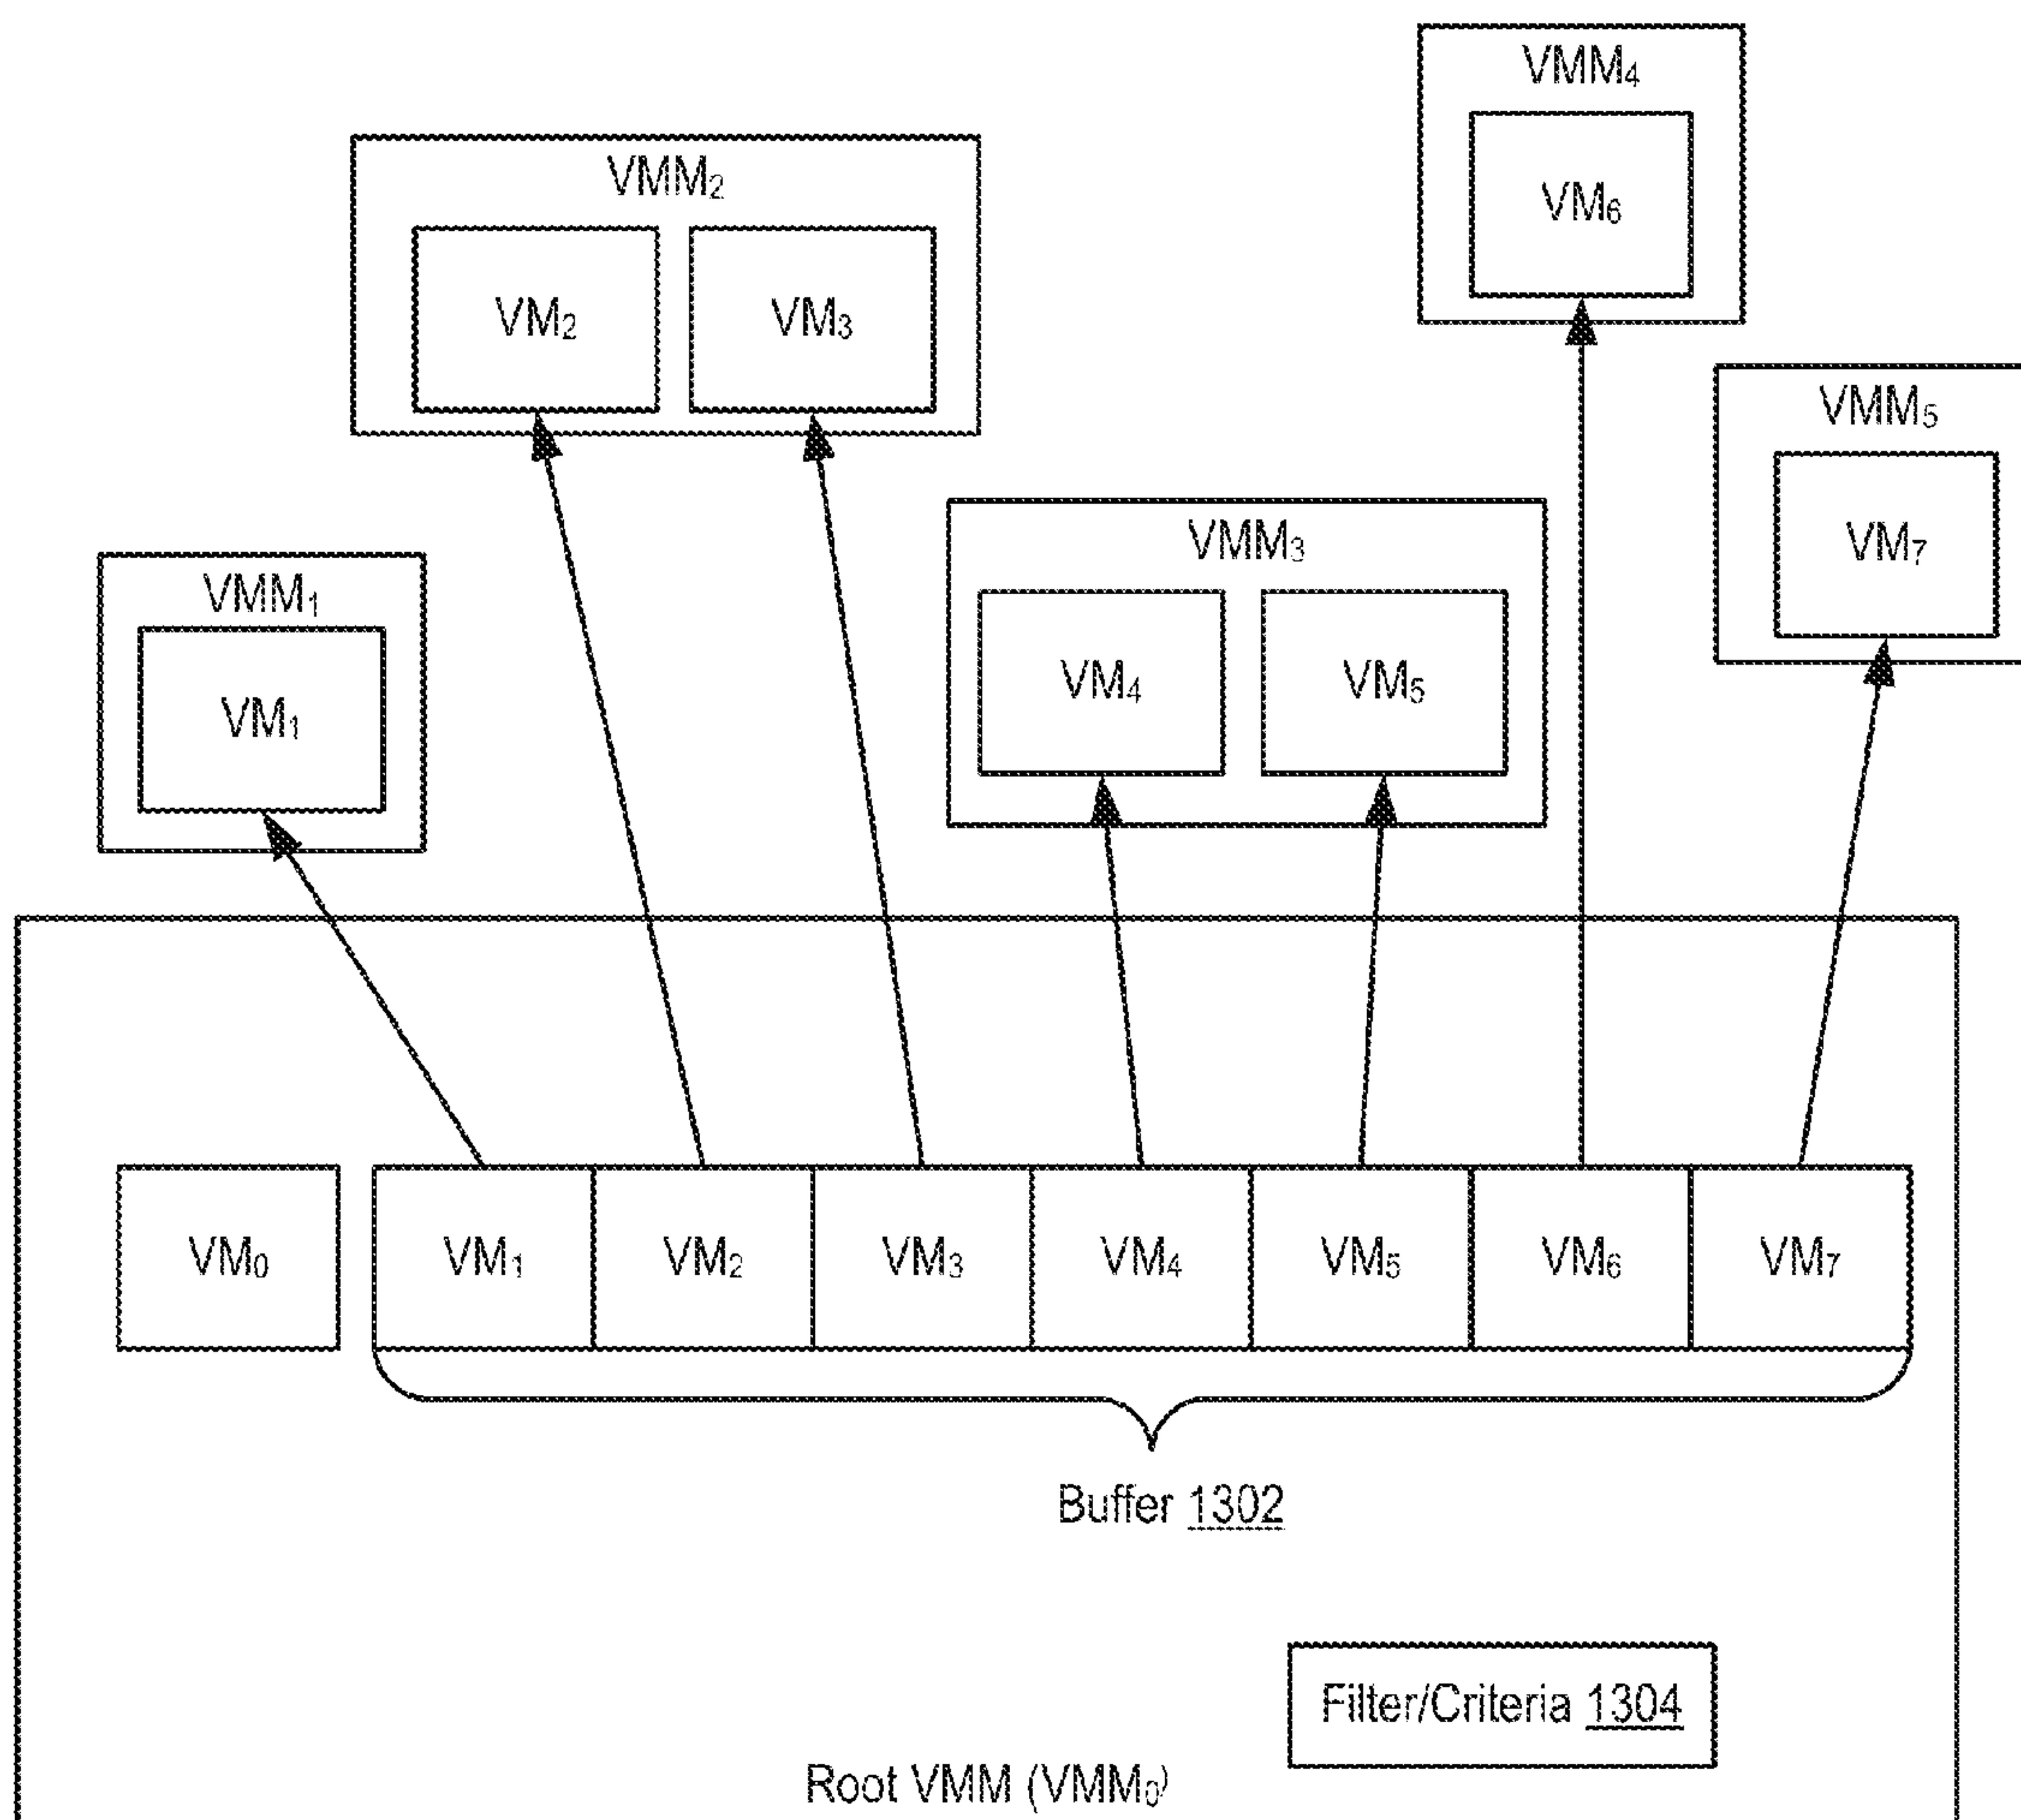 VMM₄
VM₆
VMM₂
VM₂ VM₃
VMM₅
VM₇
VMM₃
VM₄ VM₅
VMM₁
VM₁
VM₀ VM₁ VM₂ VM₃ VM₄ VM₅ VM₆ VM₇
Buffer 1302
Filter/Criteria 1304
Root VMM (VMM₀)